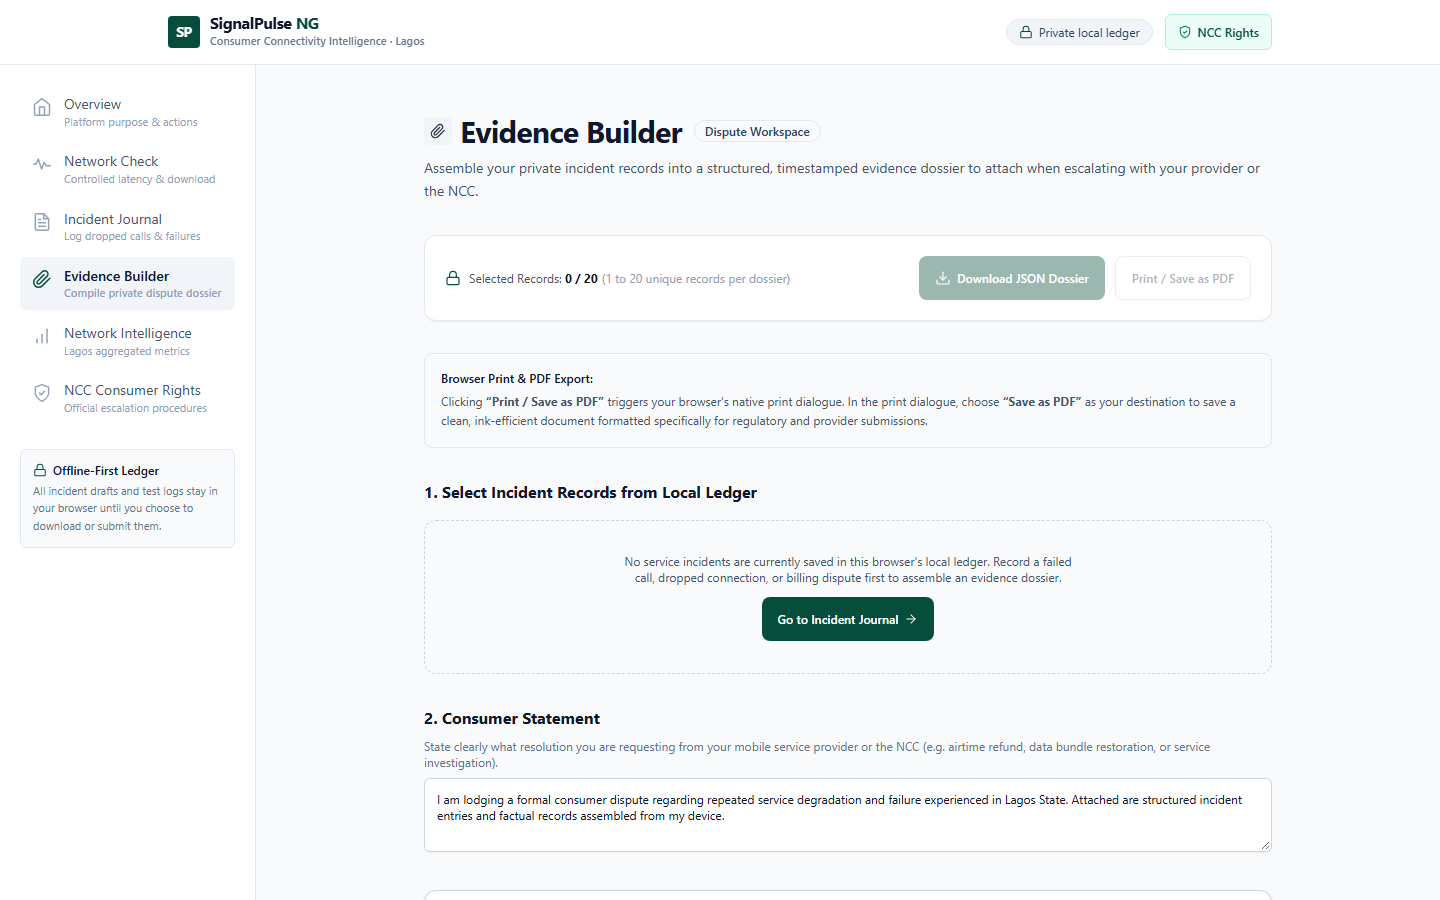 SP
SignalPulse NG
Consumer Connectivity Intelligence · Lagos
Private local ledger
NCC Rights
Overview
Platform purpose & actions
Network Check
Controlled latency & download
Incident Journal
Log dropped calls & failures
Evidence Builder
Compile private dispute dossier
Network Intelligence
Lagos aggregated metrics
NCC Consumer Rights
Official escalation procedures
Offline-First Ledger
All incident drafts and test logs stay in
your browser until you choose to
download or submit them.
Evidence Builder
Dispute Workspace
Assemble your private incident records into a structured, timestamped evidence dossier to attach when escalating with your provider or
the NCC.
Selected Records: 0 / 20 (1 to 20 unique records per dossier)
Download JSON Dossier
Print / Save as PDF
Browser Print & PDF Export:
Clicking “Print / Save as PDF” triggers your browser's native print dialogue. In the print dialogue, choose “Save as PDF” as your destination to save a
clean, ink-efficient document formatted specifically for regulatory and provider submissions.
1. Select Incident Records from Local Ledger
No service incidents are currently saved in this browser's local ledger. Record a failed
call, dropped connection, or billing dispute first to assemble an evidence dossier.
Go to Incident Journal →
2. Consumer Statement
State clearly what resolution you are requesting from your mobile service provider or the NCC (e.g. airtime refund, data bundle restoration, or service
investigation).
I am lodging a formal consumer dispute regarding repeated service degradation and failure experienced in Lagos State. Attached are structured incident
entries and factual records assembled from my device.